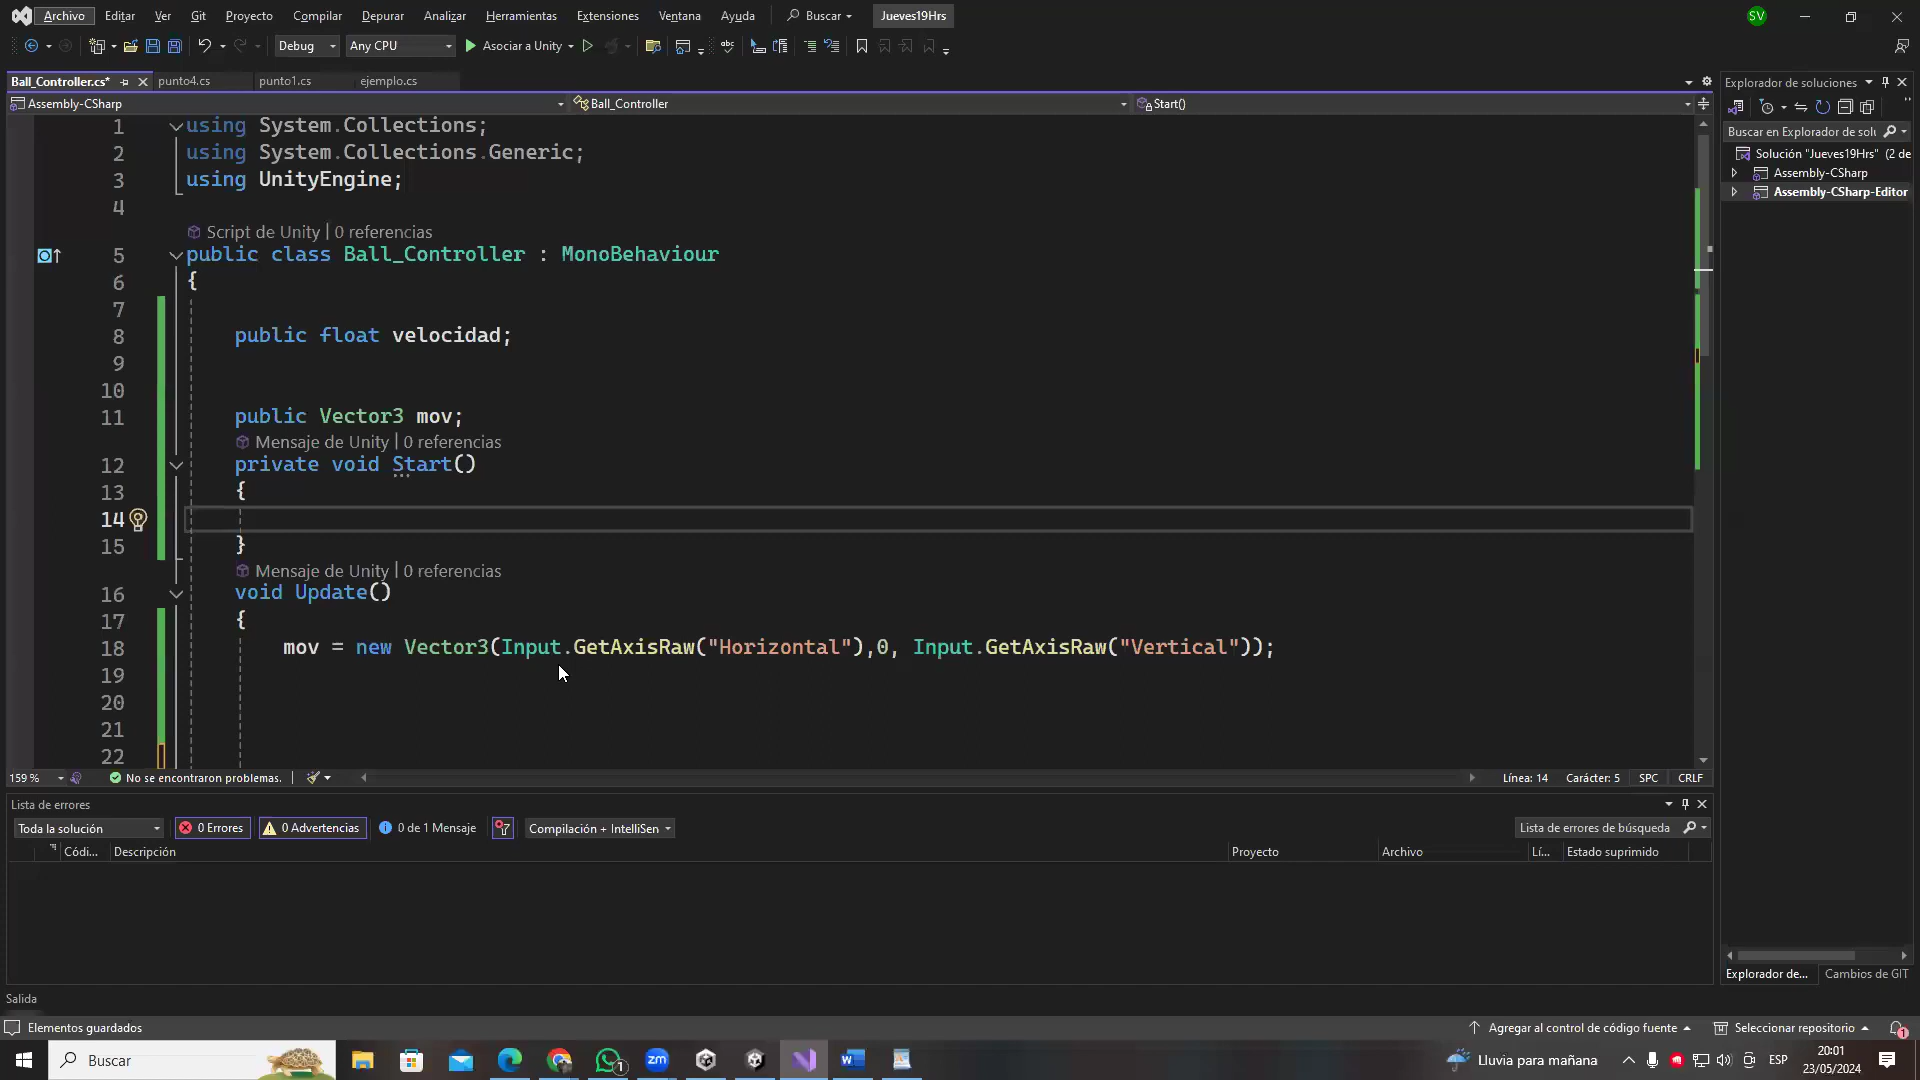 Archivo Editar Ver Git Proyecto Compilar Depurar Analizar Herramientas Extensiones Ventana Ayuda Buscar Jueves19Hrs SV
Debug Any CPU Asociar a Unity
Ball_Controller.cs* punto4.cs punto1.cs ejemplo.cs
Assembly-CSharp Ball_Controller Start()
1 using System.Collections;
2 using System.Collections.Generic;
3 using UnityEngine;
4
Script de Unity | 0 referencias
5 public class Ball_Controller : MonoBehaviour
6 {
7
8 public float velocidad;
9
10
11 public Vector3 mov;
Mensaje de Unity | 0 referencias
12 private void Start()
13 {
14
15 }
Mensaje de Unity | 0 referencias
16 void Update()
17 {
18 mov = new Vector3(Input.GetAxisRaw("Horizontal"),0, Input.GetAxisRaw("Vertical"));
19
20
21
22
159 % No se encontraron problemas. Línea: 14 Carácter: 5 SPC CRLF
Lista de errores
Toda la solución 0 Errores 0 Advertencias 0 de 1 Mensaje Compilación + IntelliSen Lista de errores de búsqueda
Códi... Descripción Proyecto Archivo Lí... Estado suprimido
Explorador de soluciones
Buscar en Explorador de solu
Solución "Jueves19Hrs" (2 de
Assembly-CSharp
Assembly-CSharp-Editor
Explorador de... Cambios de GIT
Salida
Elementos guardados Agregar al control de código fuente Seleccionar repositorio 1
Buscar 1 zm Lluvia para mañana ESP 20:01
23/05/2024